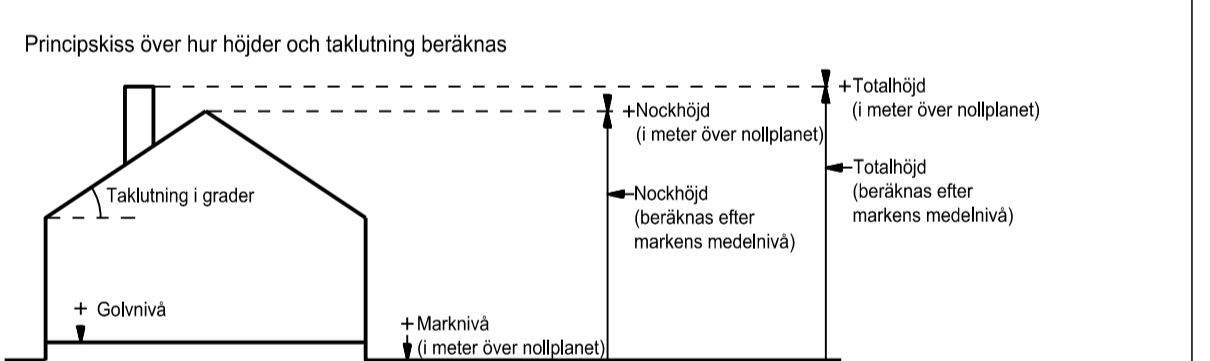 Principskiss över hur höjder och taklutning beräknas
+Totalhöjd
(i meter över nollplanet)
+Nockhöjd
(i meter över nollplanet)
Totalhöjd
(beräknas efter
markens medelnivå)
Taklutning i grader
Nockhöjd
(beräknas efter
markens medelnivå)
+ Golvnivå
+ Marknivå
(i meter över nollplanet)